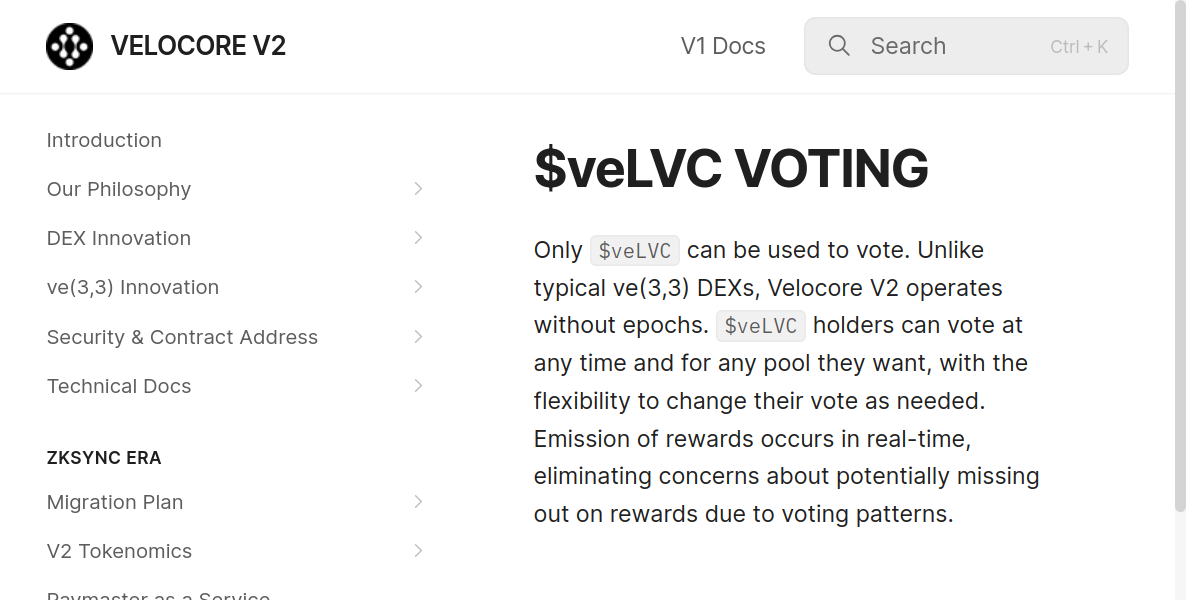 VELOCORE V2
V1 Docs
Search
Ctrl + K
Introduction
Our Philosophy
DEX Innovation
ve(3,3) Innovation
Security & Contract Address
Technical Docs
ZKSYNC ERA
Migration Plan
V2 Tokenomics
Paymaster as a Service
$veLVC VOTING
Only $veLVC can be used to vote. Unlike
typical ve(3,3) DEXs, Velocore V2 operates
without epochs. $veLVC holders can vote at
any time and for any pool they want, with the
flexibility to change their vote as needed.
Emission of rewards occurs in real-time,
eliminating concerns about potentially missing
out on rewards due to voting patterns.